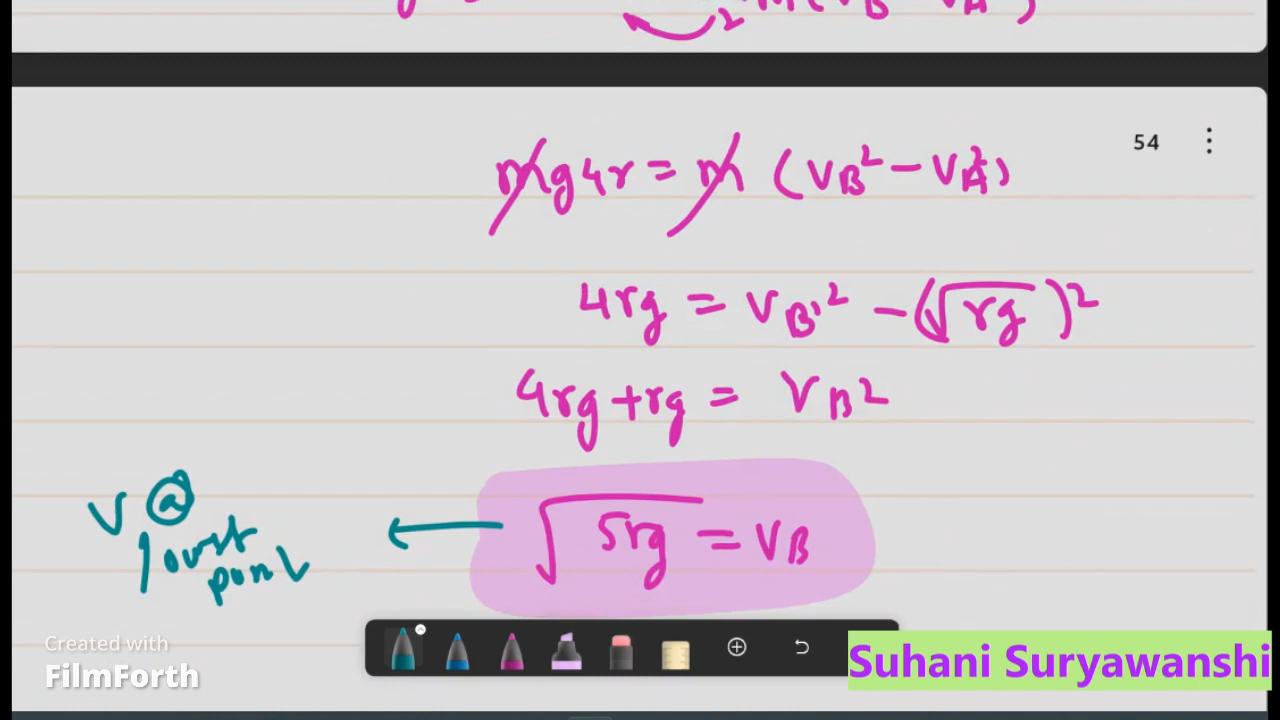 2
54
mg4r = m (VB² - VA²)
4rg = VB² - (√rg)²
4rg + rg = VB²
√5rg = VB
V @
lowest
point
Created with
FilmForth
Suhani Suryawanshi